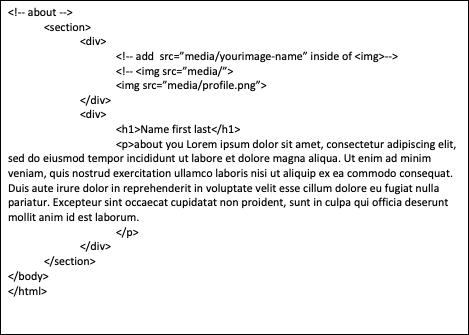 <!-- about -->
<section>
<div>
<!-- add  src=”media/yourimage-name” inside of <img>-->
<!-- <img src=”media/”>
<img src=”media/profile.png”>
</div>
<div>
<h1>Name first last</h1>
<p>about you Lorem ipsum dolor sit amet, consectetur adipiscing elit,
sed do eiusmod tempor incididunt ut labore et dolore magna aliqua. Ut enim ad minim
veniam, quis nostrud exercitation ullamco laboris nisi ut aliquip ex ea commodo consequat.
Duis aute irure dolor in reprehenderit in voluptate velit esse cillum dolore eu fugiat nulla
pariatur. Excepteur sint occaecat cupidatat non proident, sunt in culpa qui officia deserunt
mollit anim id est laborum.
</p>
</div>
</section>
</body>
</html>